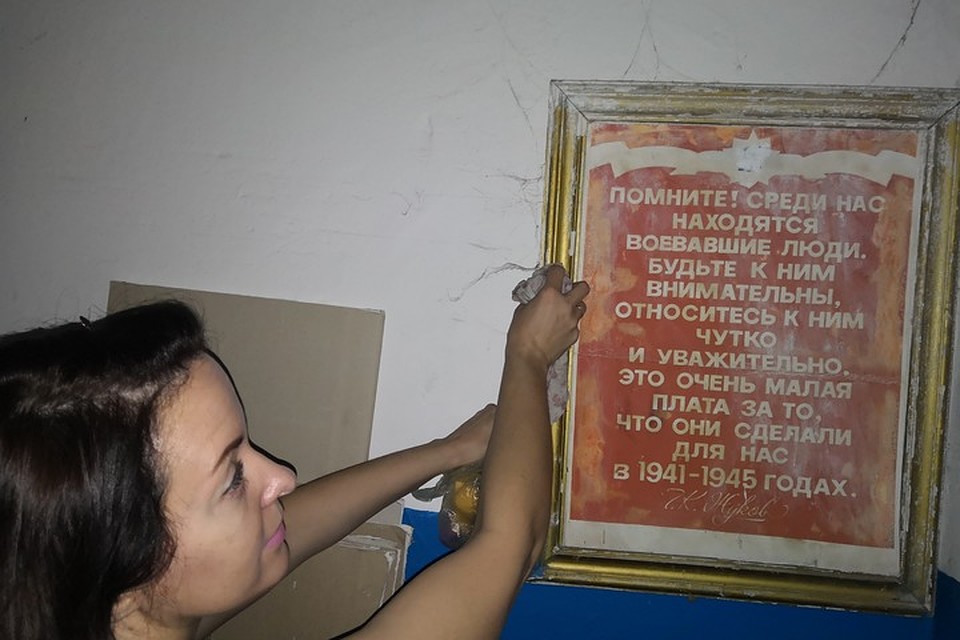 ПОМНИТЕ! СРЕДИ НАС
НАХОДЯТСЯ
ВОЕВАВШИЕ ЛЮДИ.
БУДЬТЕ К НИМ
ВНИМАТЕЛЬНЫ,
ОТНОСИТЕСЬ К НИМ
ЧУТКО
И УВАЖИТЕЛЬНО.
ЭТО ОЧЕНЬ МАЛАЯ
ПЛАТА ЗА ТО,
ЧТО ОНИ СДЕЛАЛИ
ДЛЯ НАС
В 1941-1945 ГОДАХ.
Г.К. Жуков